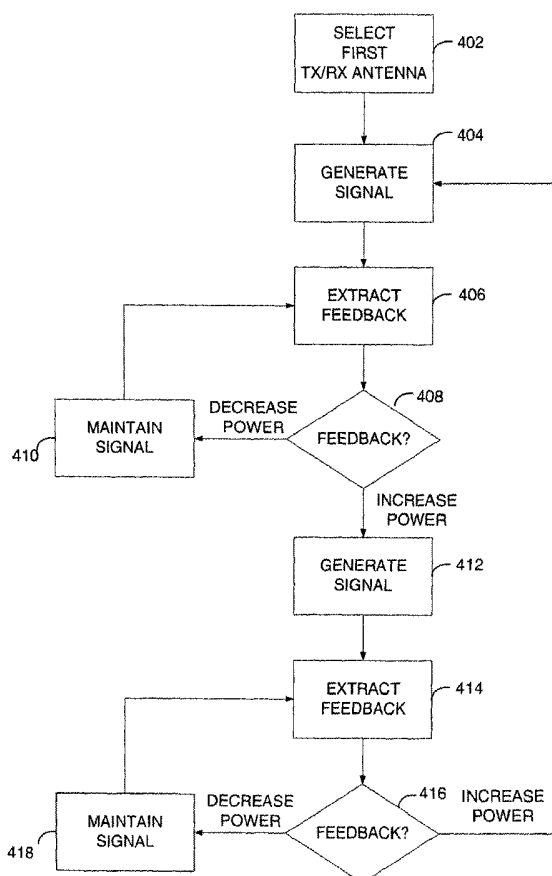 SELECT
FIRST
TX/RX ANTENNA
402
404
GENERATE
SIGNAL
EXTRACT
FEEDBACK
406
408
DECREASE
POWER
MAINTAIN
SIGNAL
410
FEEDBACK?
INCREASE
POWER
GENERATE
SIGNAL
412
EXTRACT
FEEDBACK
414
416
DECREASE
POWER
INCREASE
POWER
MAINTAIN
SIGNAL
418
FEEDBACK?